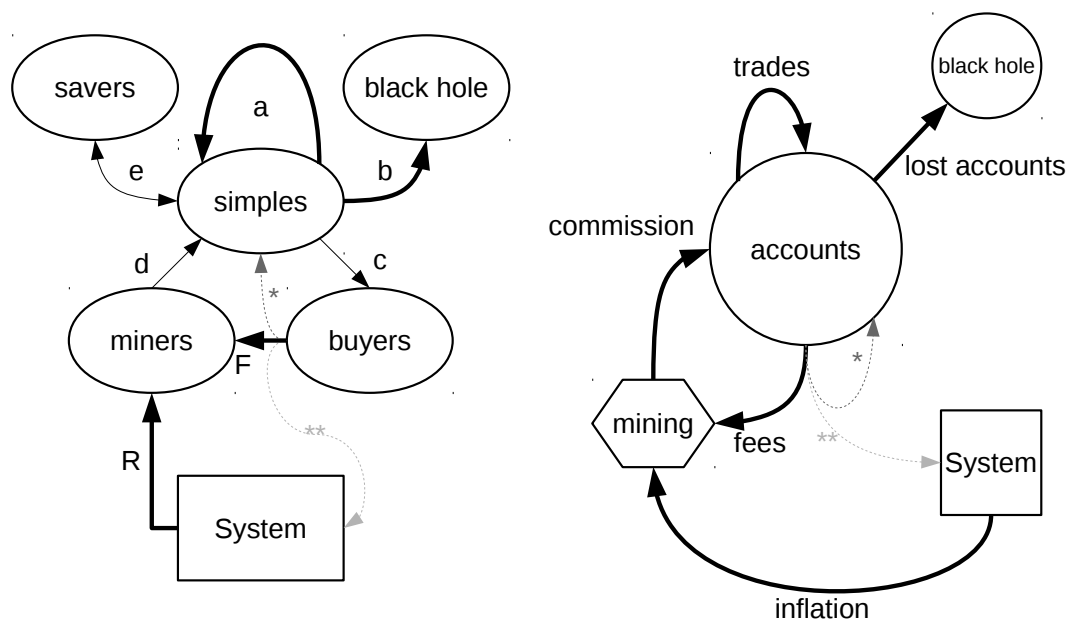 savers
black hole
a
e
b
simples
d
c
*
miners
buyers
F
**
R
System
black hole
trades
lost accounts
commission
accounts
*
mining
fees
**
System
inflation